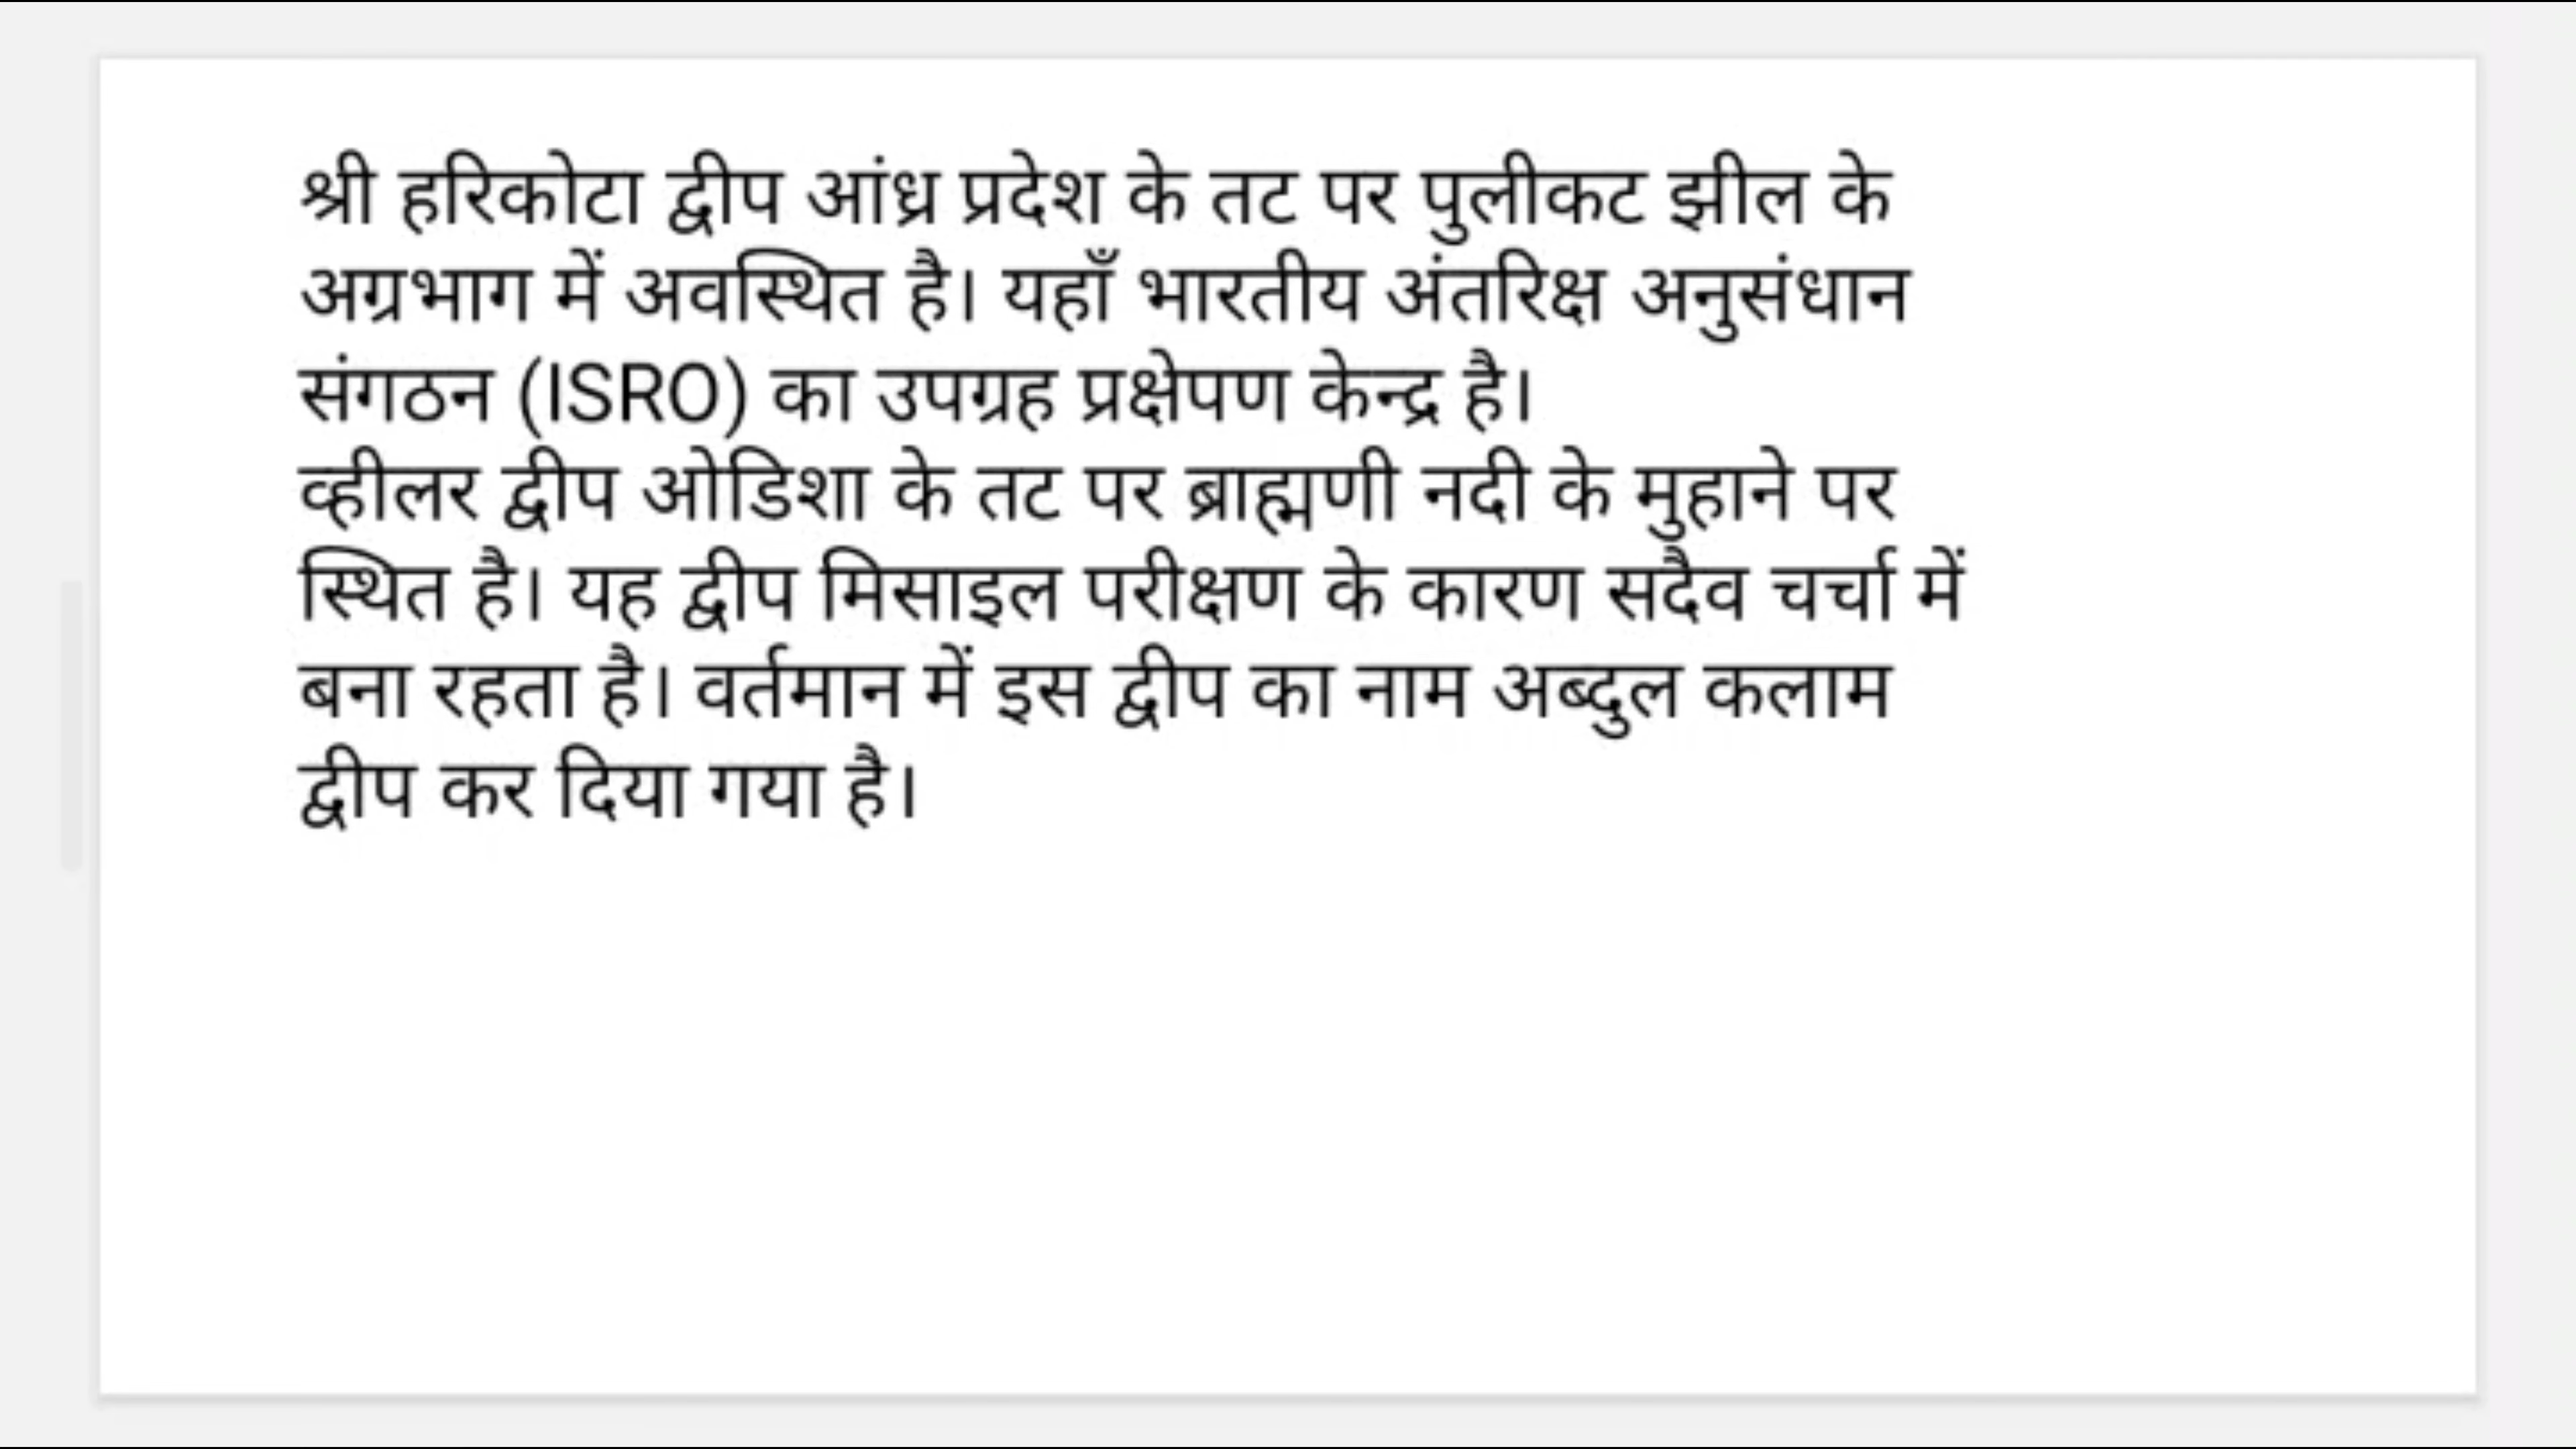 श्री हरिकोटा द्वीप आंध्र प्रदेश के तट पर पुलीकट झील के
अग्रभाग में अवस्थित है। यहाँ भारतीय अंतरिक्ष अनुसंधान
संगठन (ISRO) का उपग्रह प्रक्षेपण केन्द्र है।
व्हीलर द्वीप ओडिशा के तट पर ब्राह्मणी नदी के मुहाने पर
स्थित है। यह द्वीप मिसाइल परीक्षण के कारण सदैव चर्चा में
बना रहता है। वर्तमान में इस द्वीप का नाम अब्दुल कलाम
द्वीप कर दिया गया है।